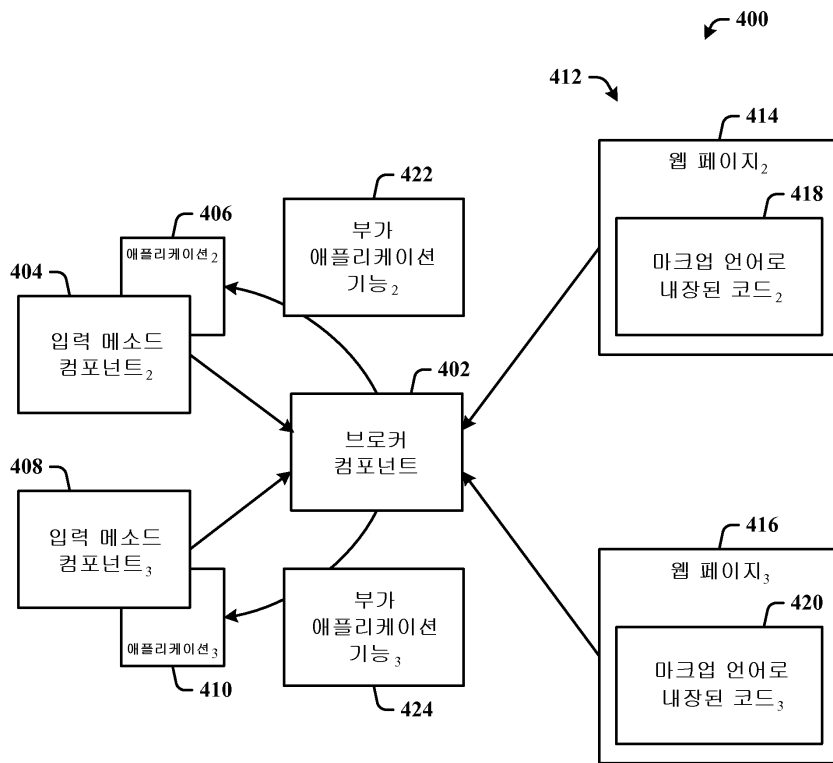 400
412
414
웹 페이지₂
418
마크업 언어로
내장된 코드₂
422
부가
애플리케이션
기능₂
406
애플리케이션₂
404
입력 메소드
컴포넌트₂
402
브로커
컴포넌트
408
입력 메소드
컴포넌트₃
애플리케이션₃
410
부가
애플리케이션
기능₃
424
416
웹 페이지₃
420
마크업 언어로
내장된 코드₃